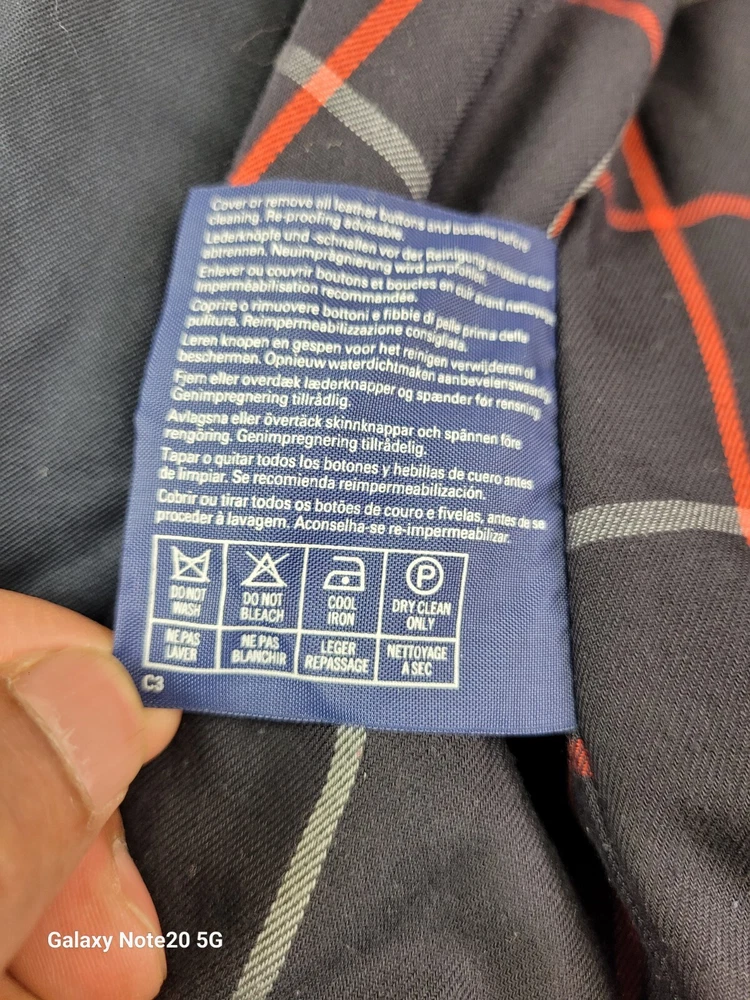 Cover or remove all leather buttons and buckles before
cleaning. Re-proofing advisable.
Lederknöpfe und -schnallen vor der Reinigung schützen oder
abtrennen. Neuimprägnierung wird empfohlen.
Enlever ou couvrir boutons et boucles en cuir avant nettoyage
Imperméabilisation recommandée.
Coprire o rimuovere bottoni e fibbie di pelle prima della
pulitura. Reimpermeabilizzazione consigliata.
Leren knopen en gespen voor het reinigen verwijderen of
beschermen. Opnieuw waterdichtmaken aanbevelenswaardig
Fjern eller overdæk læderknapper og spænder før rensning.
Genimpregnering tillrådlig.
Avlagsna eller övertäck skinnknappar och spännen före
rengöring. Genimpregnering tillrådelig.
Tapar o quitar todos los botones y hebillas de cuero antes
de limpiar. Se recomienda reimpermeabilización.
Cobrir ou tirar todos os botões de couro e fivelas, antes de se
proceder à lavagem. Aconselha-se re-impermeabilizar.
DO NOT WASH
DO NOT BLEACH
COOL IRON
P
DRY CLEAN ONLY
NE PAS LAVER
NE PAS BLANCHIR
LEGER REPASSAGE
NETTOYAGE A SEC
C3
Galaxy Note20 5G